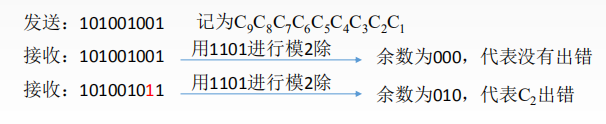 发送：101001001 记为C₉C₈C₇C₆C₅C₄C₃C₂C₁
接收：101001001 用1101进行模2除 余数为000，代表没有出错
接收：101001011 用1101进行模2除 余数为010，代表C₂出错